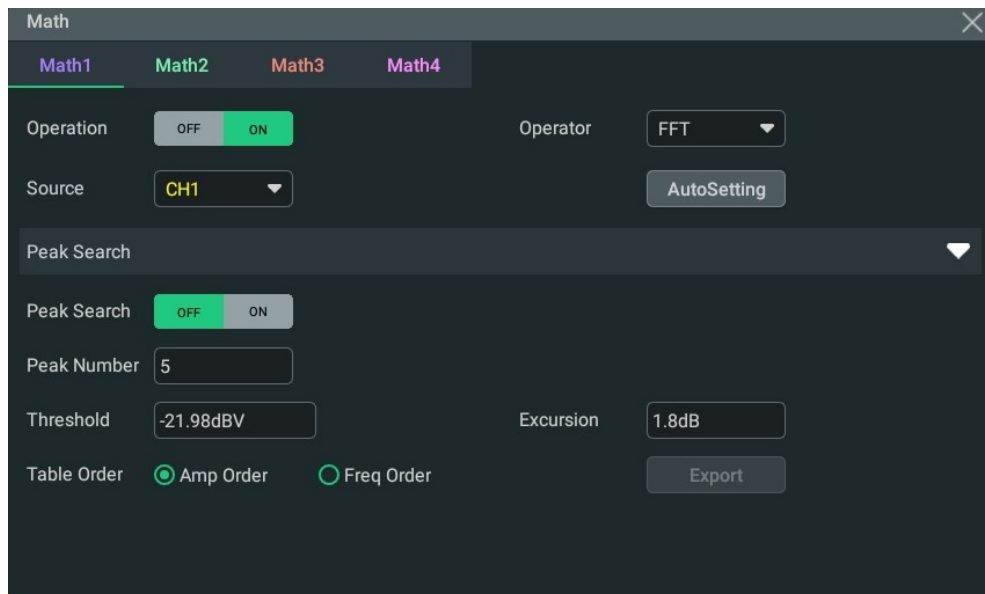 Math
Math1 Math2 Math3 Math4
Operation OFF ON Operator FFT
Source CH1 AutoSetting
Peak Search
Peak Search OFF ON
Peak Number 5
Threshold -21.98dBV Excursion 1.8dB
Table Order Amp Order Freq Order Export